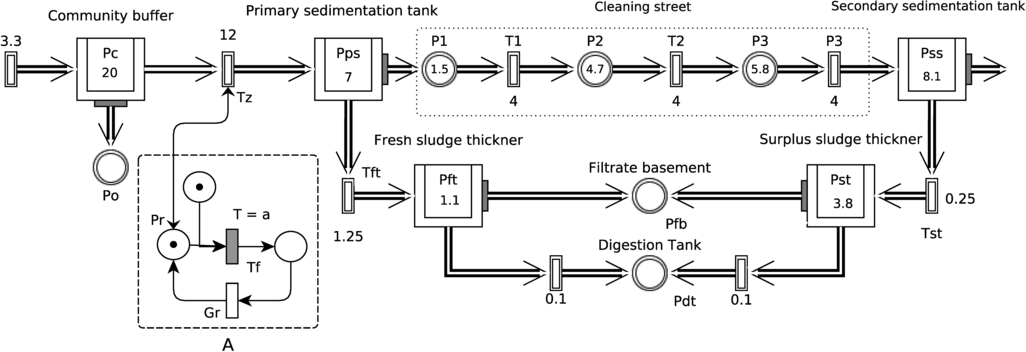 Community buffer
Primary sedimentation tank
Cleaning street
Secondary sedimentation tank
3.3
Pc
20
12
Tz
Pps
7
P1
1.5
T1
4
P2
4.7
T2
4
P3
5.8
P3
4
Pss
8.1
Po
Fresh sludge thickner
Surplus sludge thickner
Tft
1.25
Pft
1.1
Filtrate basement
Pfb
Pst
3.8
0.25
Tst
Pr
T = a
Tf
Gr
A
Digestion Tank
0.1
Pdt
0.1